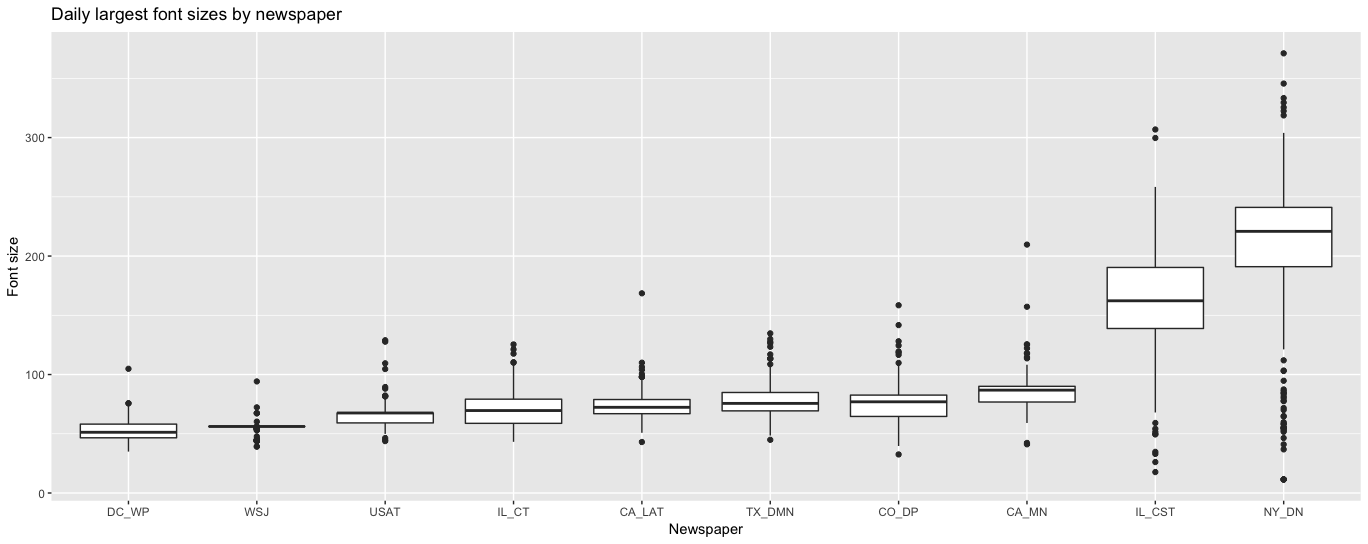 Daily largest font sizes by newspaper
Font size
300
200
100
0
DC_WP WSJ USAT IL_CT CA_LAT TX_DMN CO_DP CA_MN IL_CST NY_DN
Newspaper